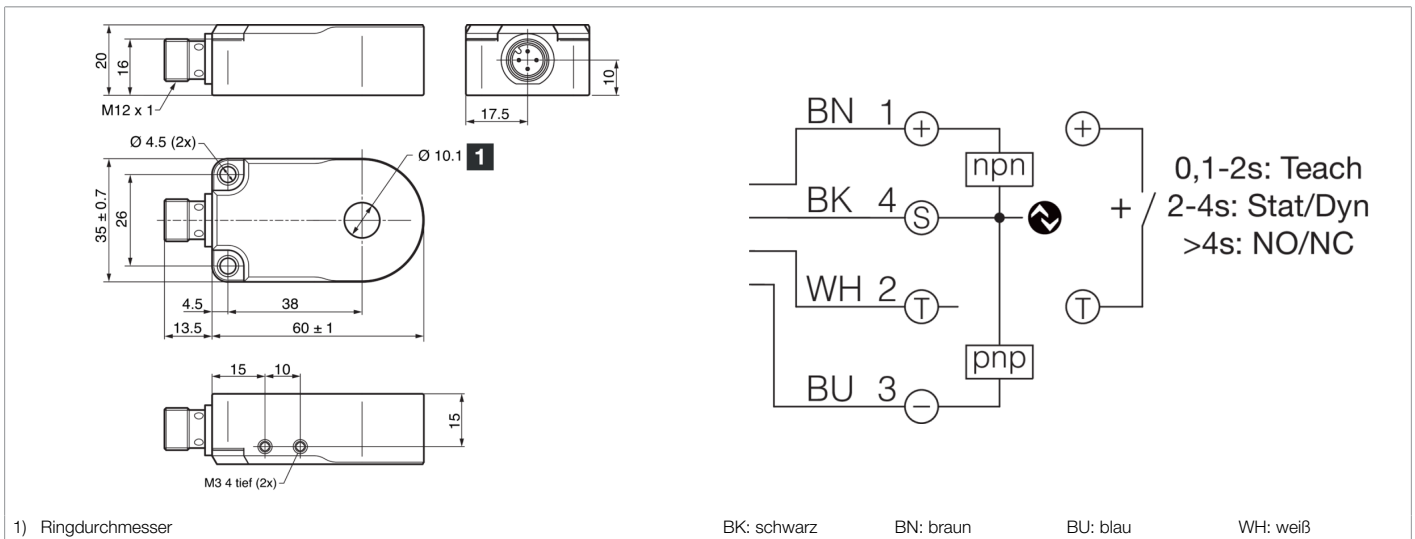 20
16
M12 x 1
10
17.5
Ø 4.5 (2x)
Ø 10.1 1
35 ± 0.7
26
4.5
38
13.5
60 ± 1
15
10
15
M3 4 tief (2x)
BN 1 +
npn
BK 4 S
WH 2 T
pnp
BU 3 −
+
+
T
0,1-2s: Teach
2-4s: Stat/Dyn
>4s: NO/NC
1) Ringdurchmesser
BK: schwarz BN: braun BU: blau WH: weiß